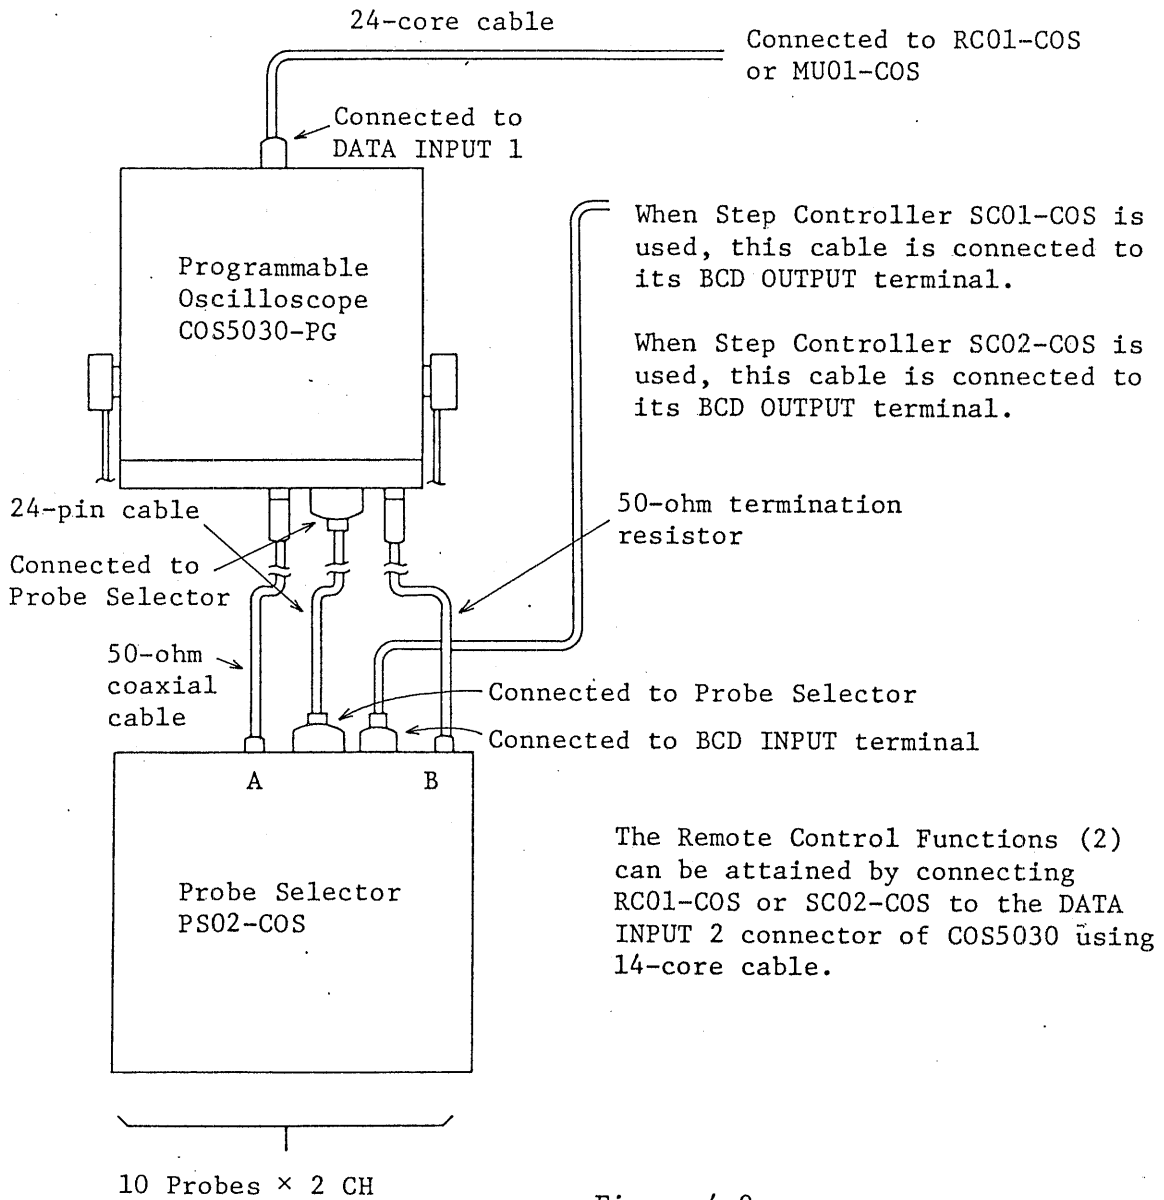 24-core cable
Connected to RC01-COS
or MU01-COS
Connected to
DATA INPUT 1
Programmable
Oscilloscope
COS5030-PG
When Step Controller SC01-COS is
used, this cable is connected to
its BCD OUTPUT terminal.
When Step Controller SC02-COS is
used, this cable is connected to
its BCD OUTPUT terminal.
24-pin cable
50-ohm termination
resistor
Connected to
Probe Selector
50-ohm
coaxial
cable
Connected to Probe Selector
Connected to BCD INPUT terminal
A
B
Probe Selector
PS02-COS
The Remote Control Functions (2)
can be attained by connecting
RC01-COS or SC02-COS to the DATA
INPUT 2 connector of COS5030 using
14-core cable.
10 Probes × 2 CH